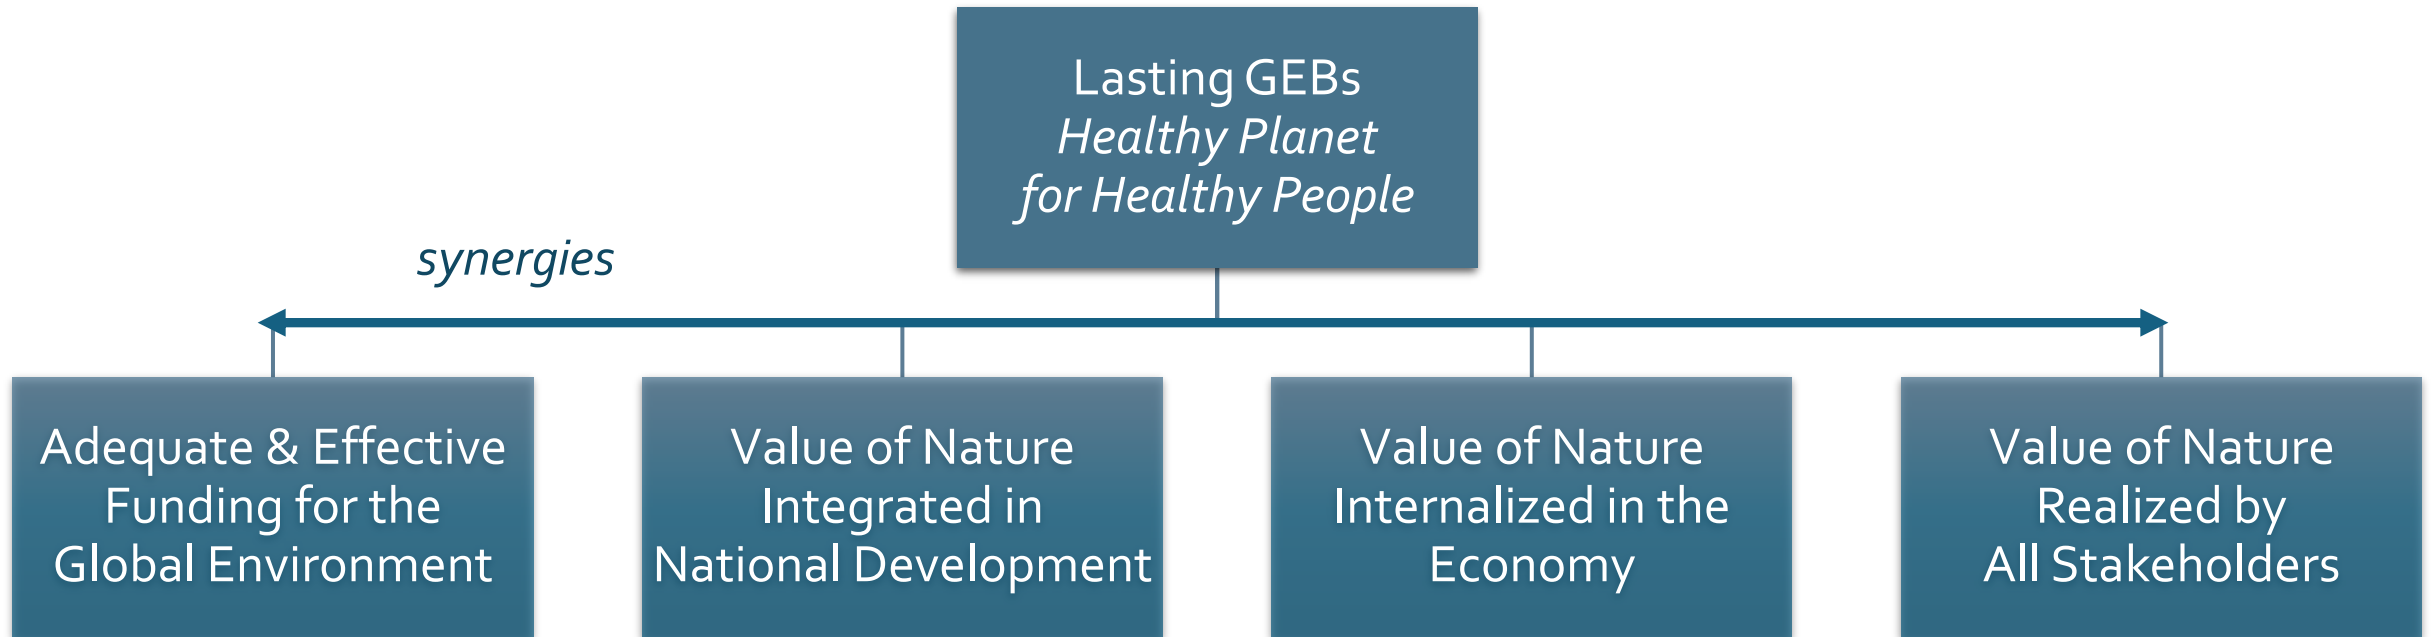 Lasting GEBs
Healthy Planet
for Healthy People
synergies
Adequate & Effective
Funding for the
Global Environment
Value of Nature
Integrated in
National Development
Value of Nature
Internalized in the
Economy
Value of Nature
Realized by
All Stakeholders